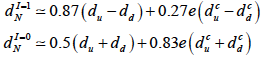 d_N^{I=1} ≃ 0.87(d_u − d_d) + 0.27e(d_u^c − d_d^c)
d_N^{I=0} ≃ 0.5(d_u + d_d) + 0.83e(d_u^c + d_d^c)